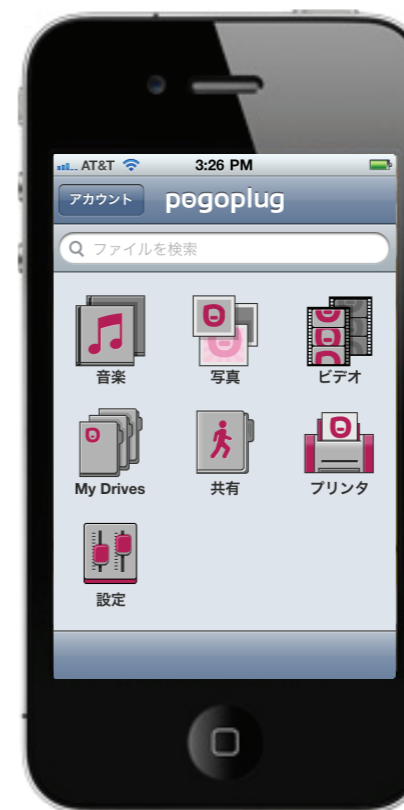 AT&T 3:26 PM
アカウント pogoplug
ファイルを検索
音楽 写真 ビデオ
My Drives 共有 プリンタ
設定